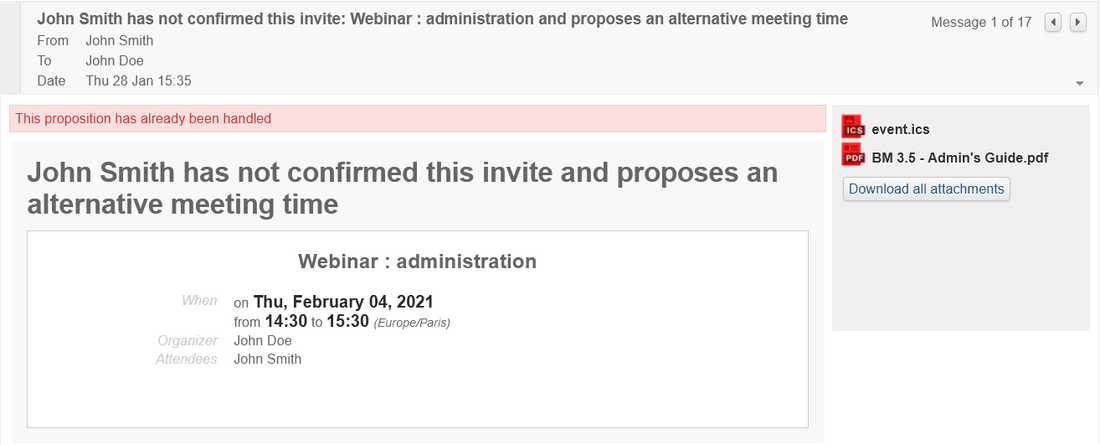 John Smith has not confirmed this invite: Webinar : administration and proposes an alternative meeting time
Message 1 of 17
From John Smith
To John Doe
Date Thu 28 Jan 15:35
This proposition has already been handled
John Smith has not confirmed this invite and proposes an
alternative meeting time
Webinar : administration
When on Thu, February 04, 2021
from 14:30 to 15:30 (Europe/Paris)
Organizer John Doe
Attendees John Smith
ICS event.ics
PDF BM 3.5 - Admin's Guide.pdf
Download all attachments